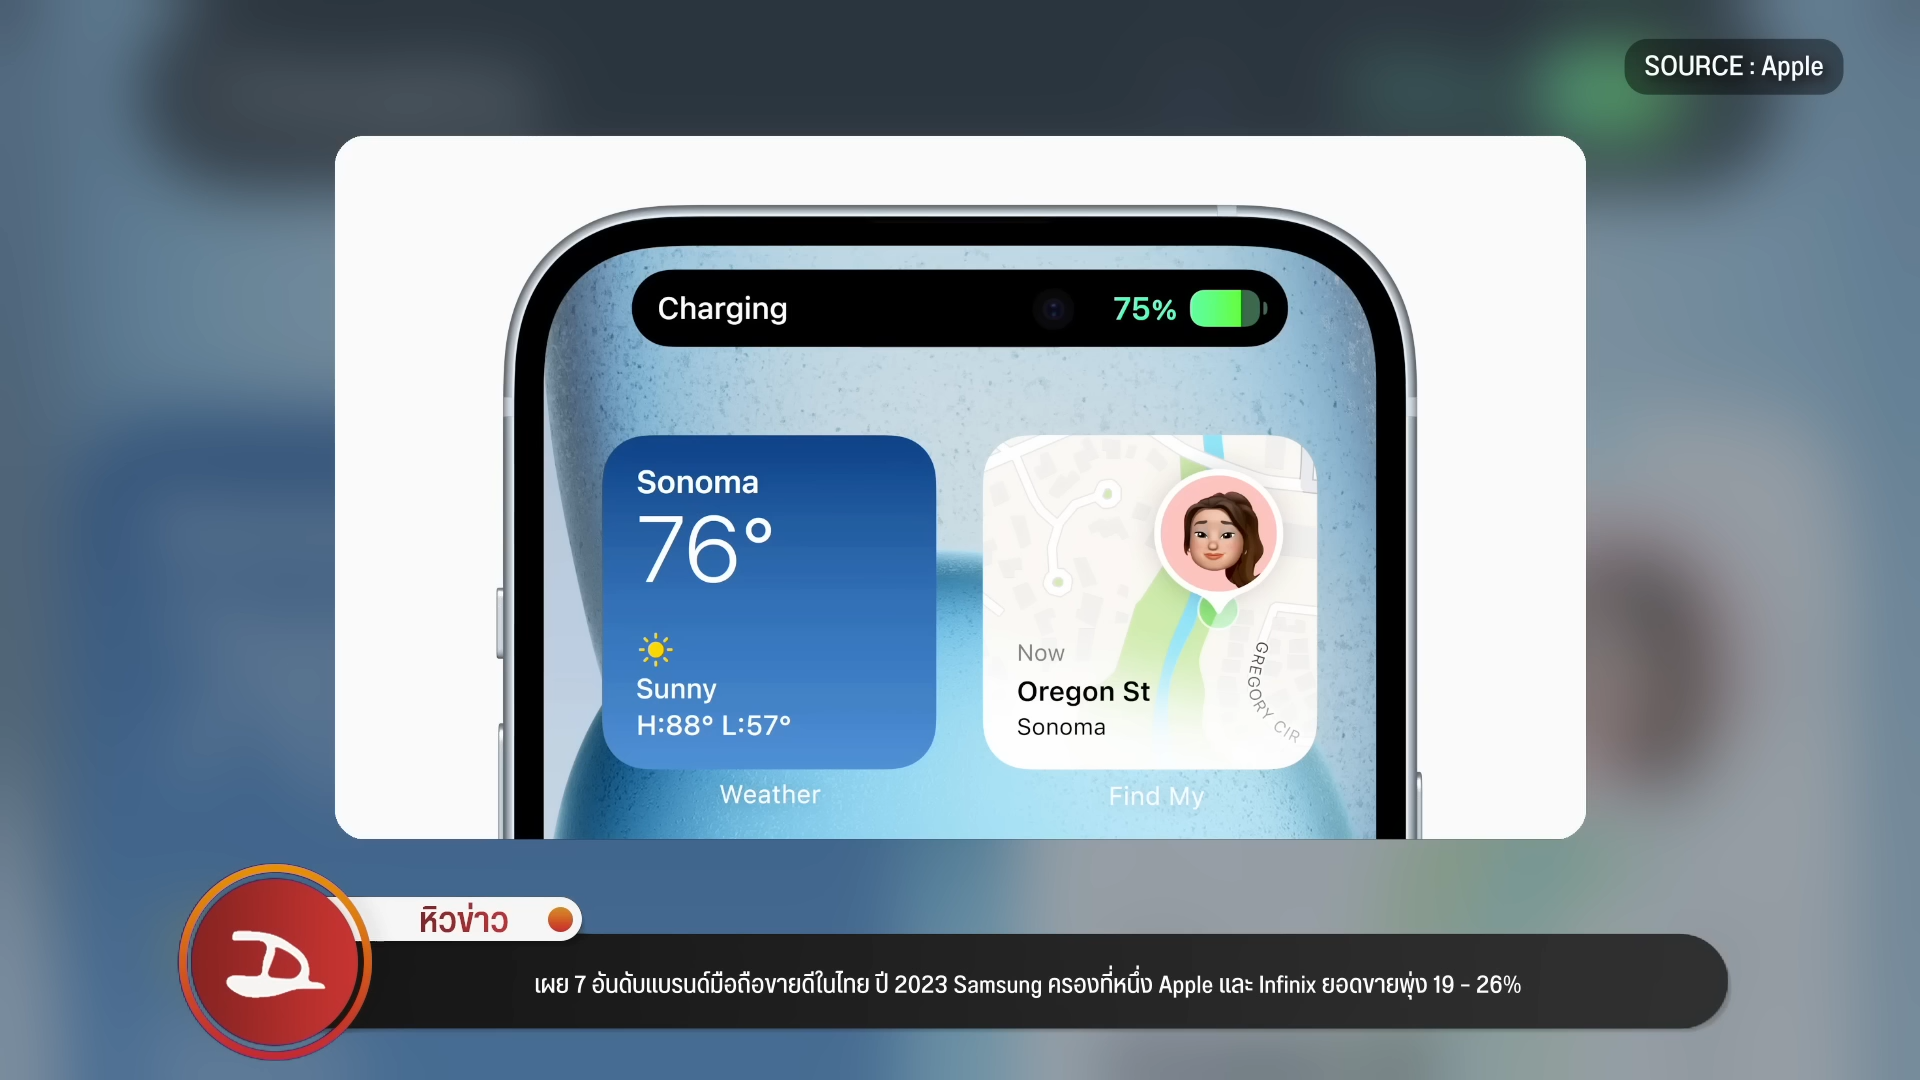 SOURCE : Apple
Charging
75%
Sonoma
76°
Sunny
H:88° L:57°
Weather
Now
Oregon St
Sonoma
GREGORY CIR
Find My
หิวข่าว
เผย 7 อันดับแบรนด์มือถือขายดีในไทย ปี 2023 Samsung ครองที่หนึ่ง Apple และ Infinix ยอดขายพุ่ง 19 - 26%